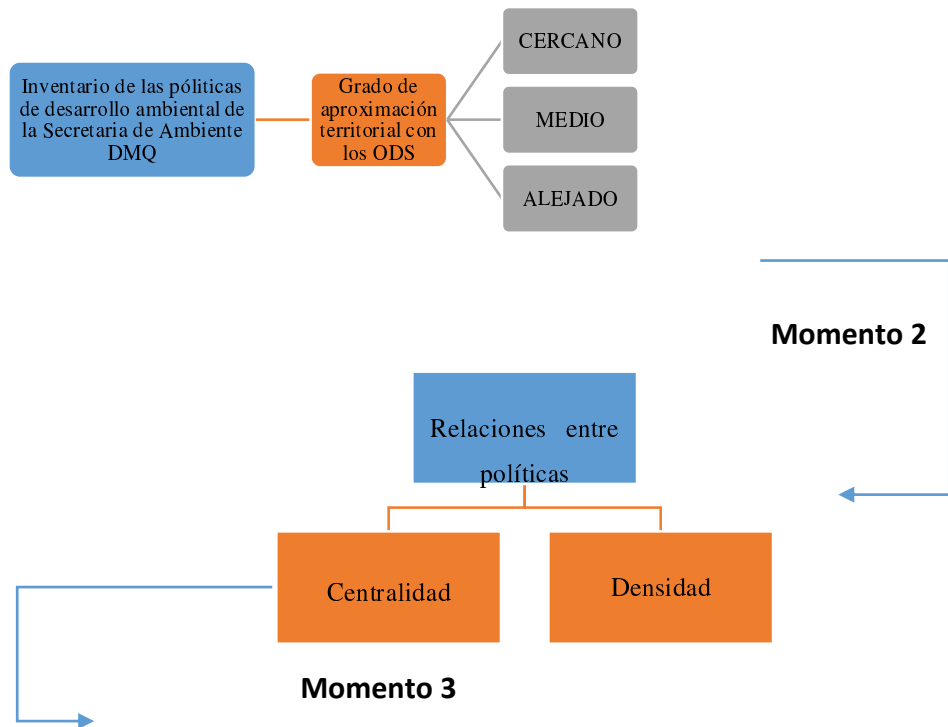 Inventario de las póliticas
de desarrollo ambiental de
la Secretaria de Ambiente
DMQ
Grado de
aproximación
territorial con
los ODS
CERCANO
MEDIO
ALEJADO
Momento 2
Relaciones entre
políticas
Centralidad
Densidad
Momento 3